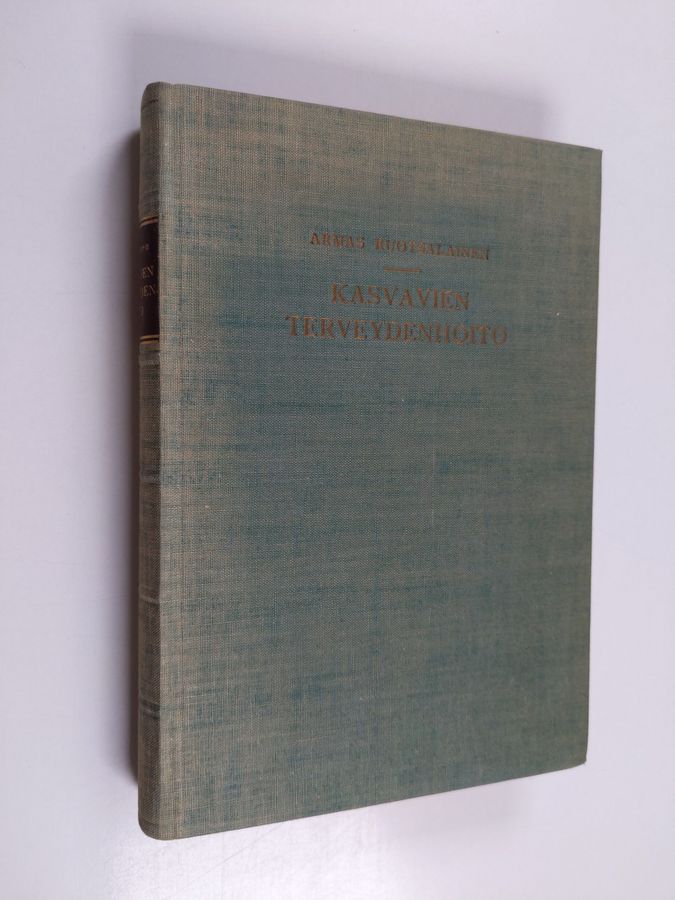 ARMAS RUOTSALAINEN
KASVAVIEN
TERVEYDENHOITO